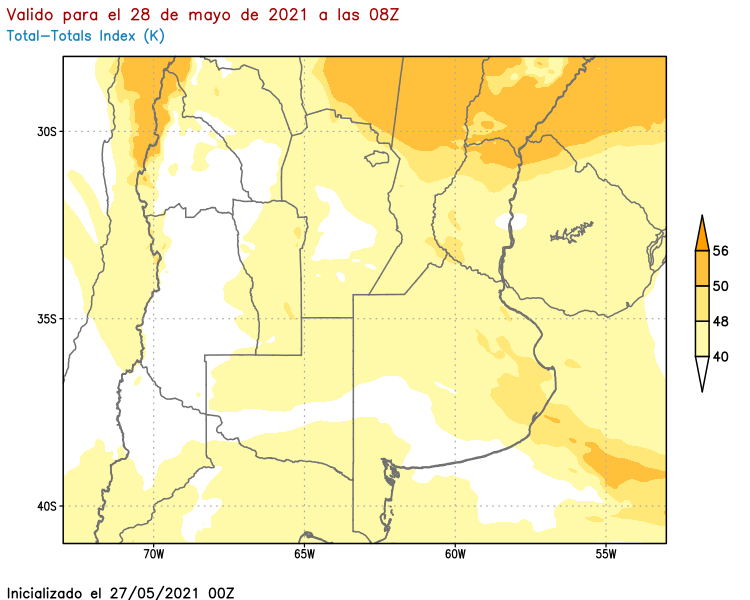 Valido para el 28 de mayo de 2021 a las 08Z
Total-Totals Index (K)
30S
35S
40S
70W
65W
60W
55W
56
50
48
40
Inicializado el 27/05/2021 00Z